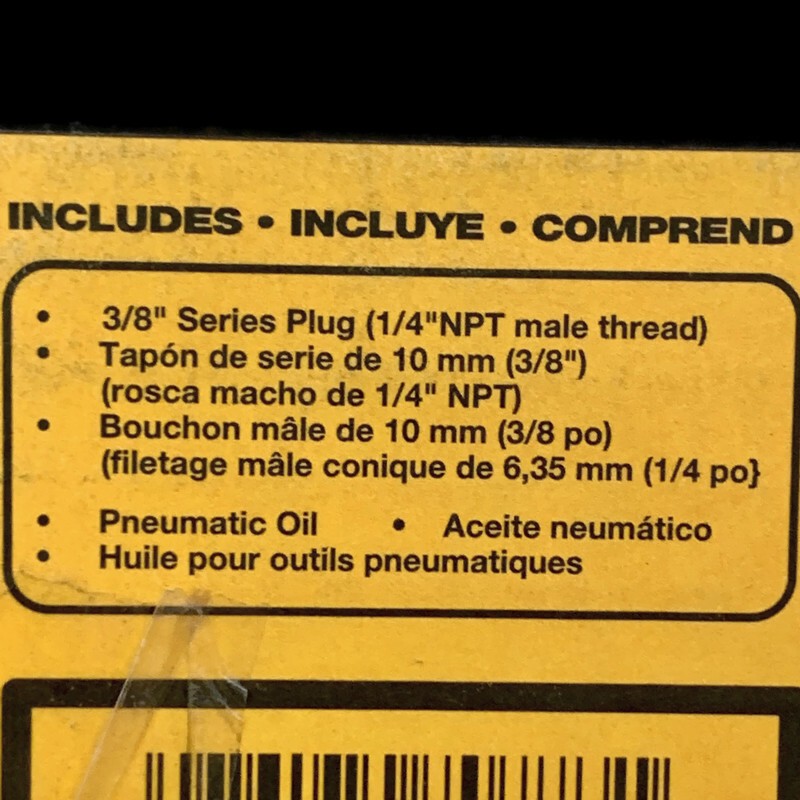 INCLUDES • INCLUYE • COMPREND
• 3/8" Series Plug (1/4"NPT male thread)
• Tapón de serie de 10 mm (3/8")
(rosca macho de 1/4" NPT)
• Bouchon mâle de 10 mm (3/8 po)
(filetage mâle conique de 6,35 mm (1/4 po}
• Pneumatic Oil • Aceite neumático
• Huile pour outils pneumatiques